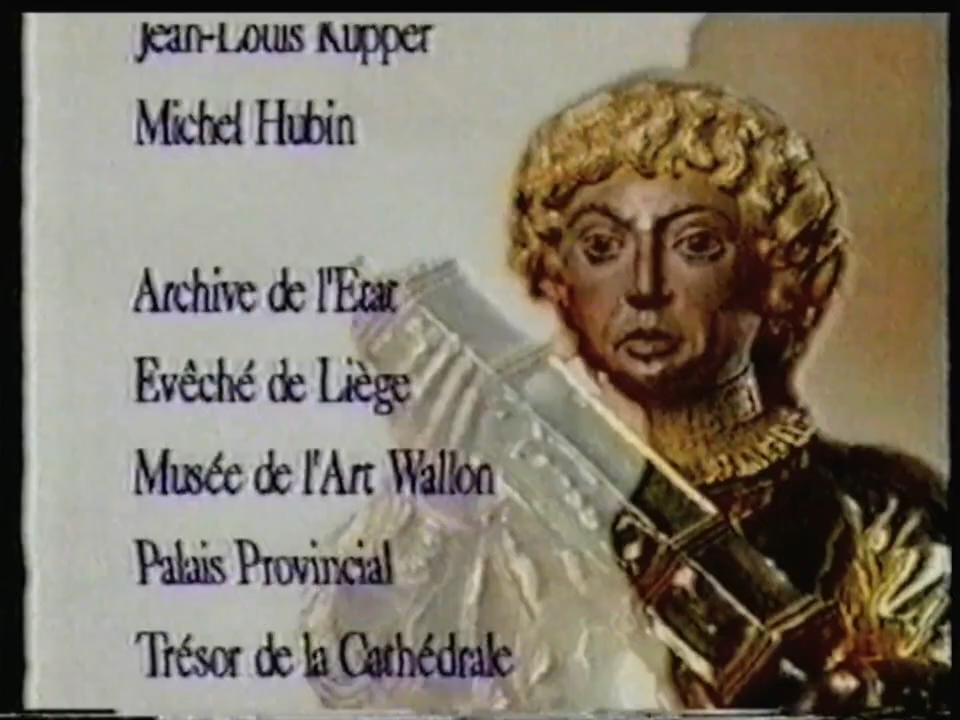 Jean-Louis Kupper
Michel Hubin
Archive de l'Etat
Evêché de Liège
Musée de l'Art Wallon
Palais Provincial
Trésor de la Cathédrale